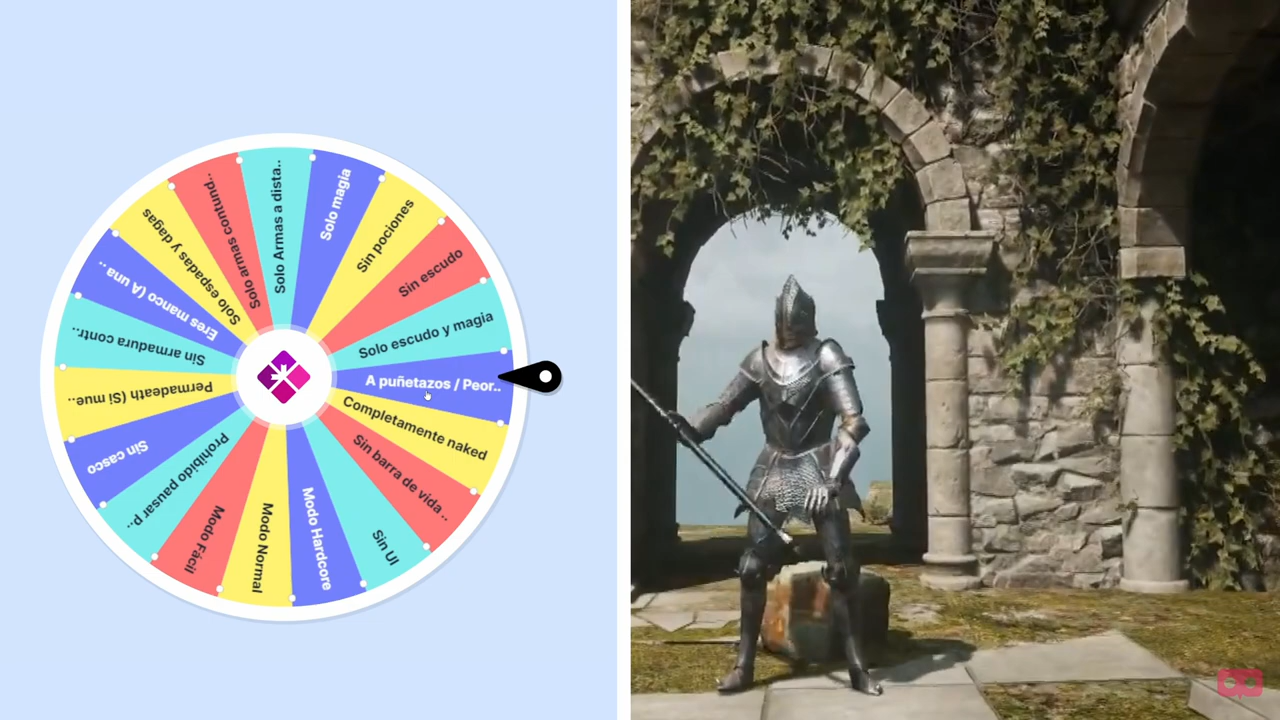 Solo Armas a dista..
Solo magia
Sin pociones
Sin escudo
Solo escudo y magia
A puñetazos / Peor..
Completamente naked
Sin barra de vida..
Sin UI
Modo Hardcore
Modo Normal
Modo Fácil
Prohibido pausar p..
Sin casco
Permadeath (Si mue..
Sin armadura contr..
Eres manco (A una ..
Solo espadas y dagas
Solo armas contund..